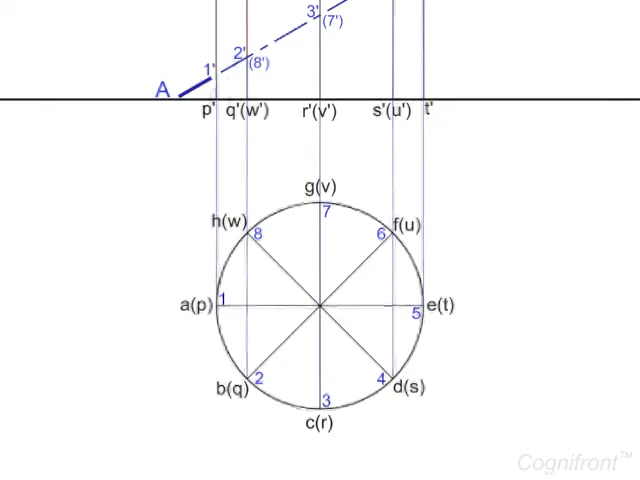 3'
(7')
2'
(8')
1'
A
p' q'(w') r'(v') s'(u') t'
g(v)
7
h(w) 8 6 f(u)
a(p) 1 5 e(t)
b(q) 2 4 d(s)
3
c(r)
Cognifront™